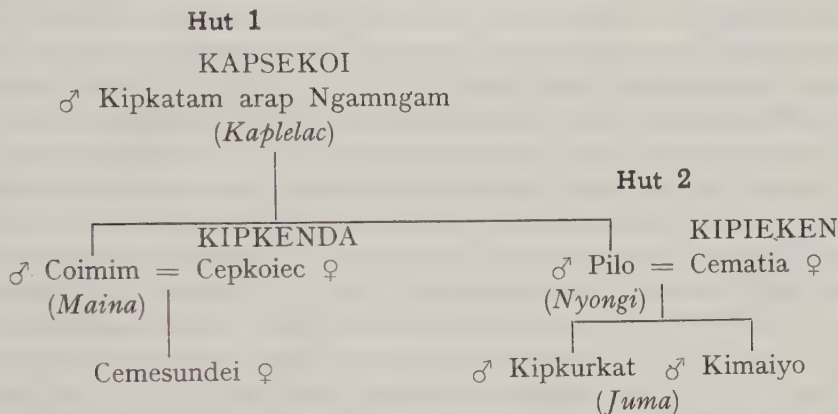 Hut 1
KAPSEKOI
♂ Kipkatam arap Ngamngam
(Kaplelac)
Hut 2
KIPKENDA KIPIEKEN
♂ Coimim = Cepkoiec ♀ ♂ Pilo = Cematia ♀
(Maina) (Nyongi)
Cemesundei ♀ ♂ Kipkurkat ♂ Kimaiyo
(Juma)